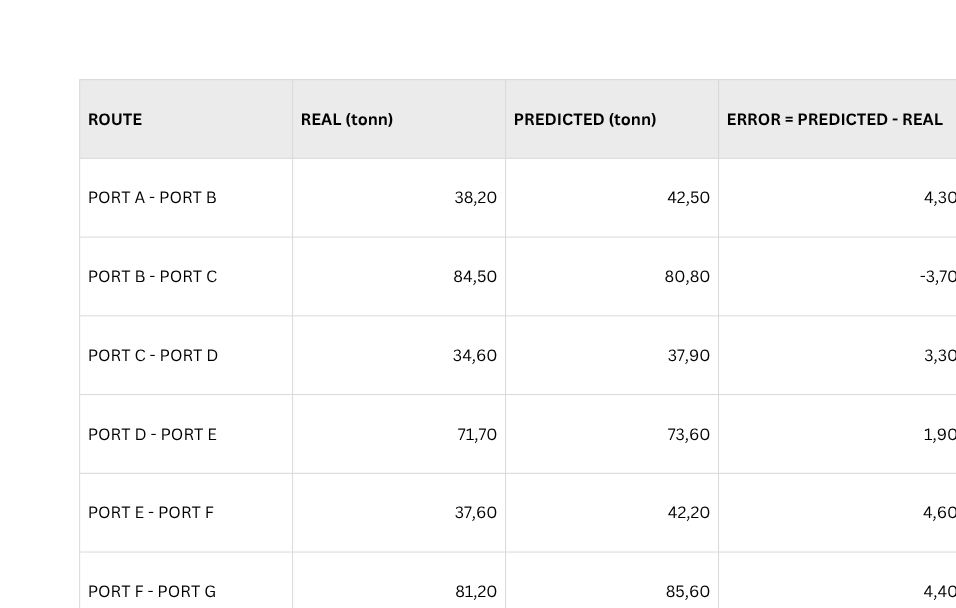 ROUTE REAL (tonn) PREDICTED (tonn) ERROR = PREDICTED - REAL
PORT A - PORT B 38,20 42,50 4,30
PORT B - PORT C 84,50 80,80 -3,70
PORT C - PORT D 34,60 37,90 3,30
PORT D - PORT E 71,70 73,60 1,90
PORT E - PORT F 37,60 42,20 4,60
PORT F - PORT G 81,20 85,60 4,40